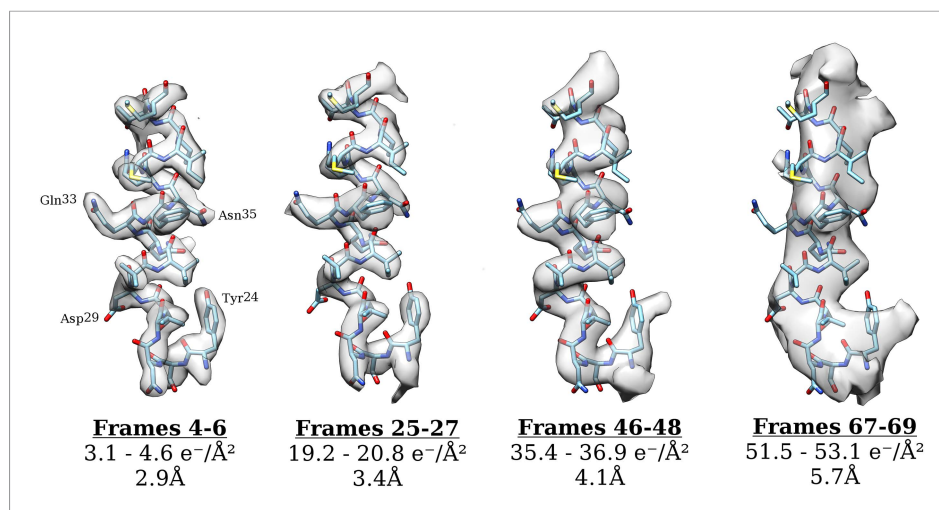 Gln33
Asn35
Asp29
Tyr24
Frames 4-6
3.1 - 4.6 e⁻/Å²
2.9Å
Frames 25-27
19.2 - 20.8 e⁻/Å²
3.4Å
Frames 46-48
35.4 - 36.9 e⁻/Å²
4.1Å
Frames 67-69
51.5 - 53.1 e⁻/Å²
5.7Å